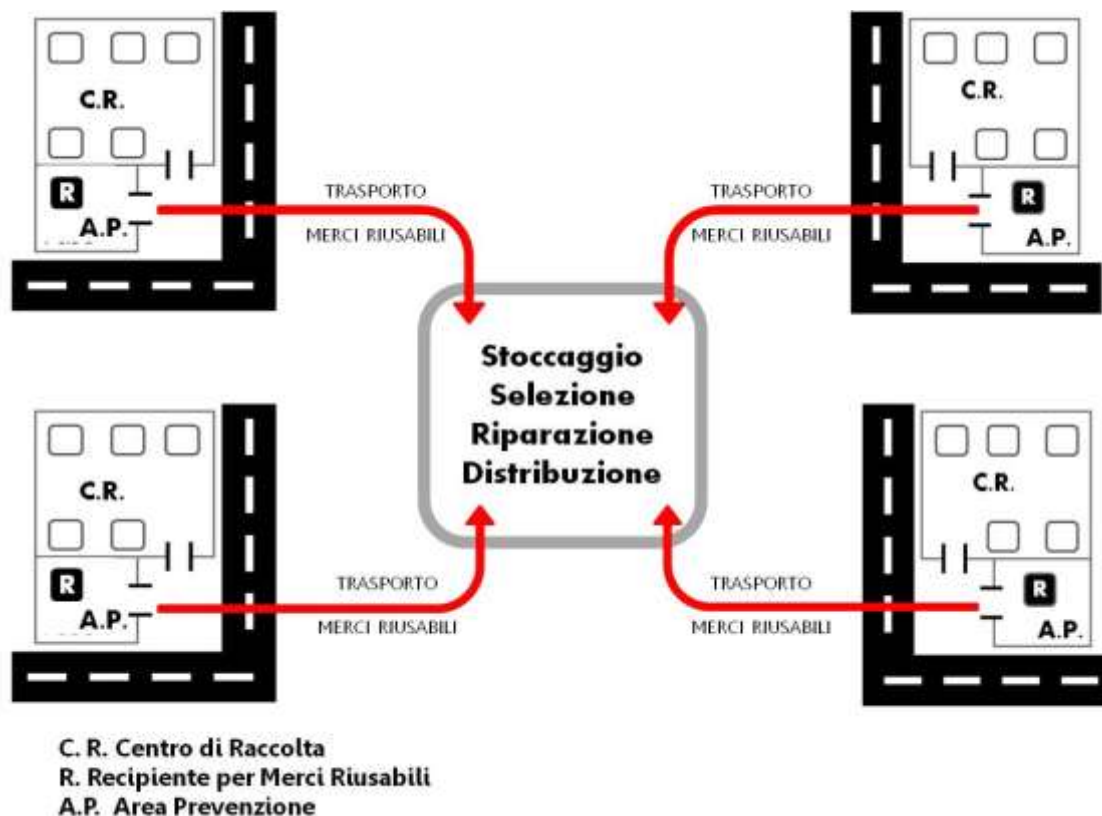 C.R.
R
A.P.
TRASPORTO
MERCI RIUSABILI
TRASPORTO
MERCI RIUSABILI
C.R.
R
A.P.
Stoccaggio
Selezione
Riparazione
Distribuzione
C.R.
R
A.P.
TRASPORTO
MERCI RIUSABILI
TRASPORTO
MERCI RIUSABILI
C.R.
R
A.P.
C. R. Centro di Raccolta
R. Recipiente per Merci Riusabili
A.P. Area Prevenzione